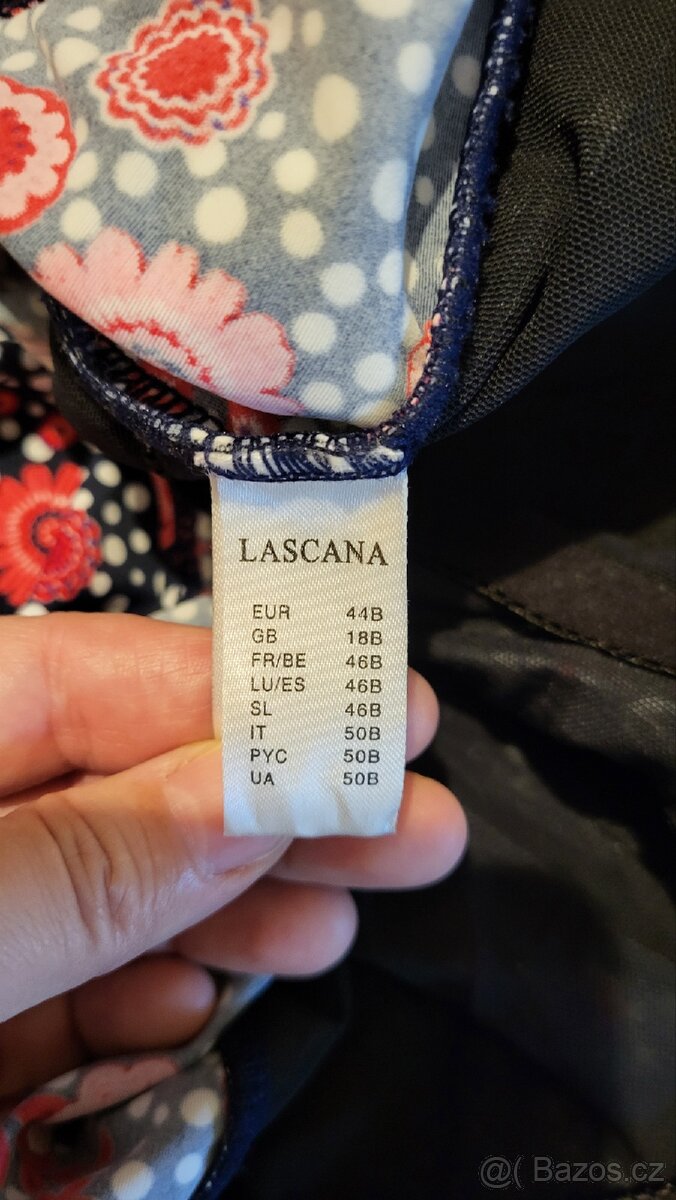 LASCANA
EUR 44B
GB 18B
FR/BE 46B
LU/ES 46B
SL 46B
IT 50B
PYC 50B
UA 50B
@( Bazos.cz